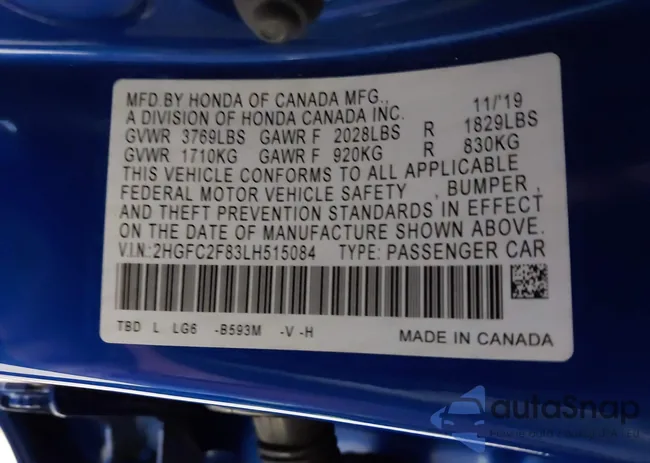 MFD.BY HONDA OF CANADA MFG., 11/'19
A DIVISION OF HONDA CANADA INC.
GVWR 3769LBS GAWR F 2028LBS R 1829LBS
GVWR 1710KG GAWR F 920KG R 830KG
THIS VEHICLE CONFORMS TO ALL APPLICABLE
FEDERAL MOTOR VEHICLE SAFETY , BUMPER ,
AND THEFT PREVENTION STANDARDS IN EFFECT
ON THE DATE OF MANUFACTURE SHOWN ABOVE.
V.I.N.: 2HGFC2F83LH515084 TYPE: PASSENGER CAR
TBD L LG6 -B593M -V -H
MADE IN CANADA
autoSnap